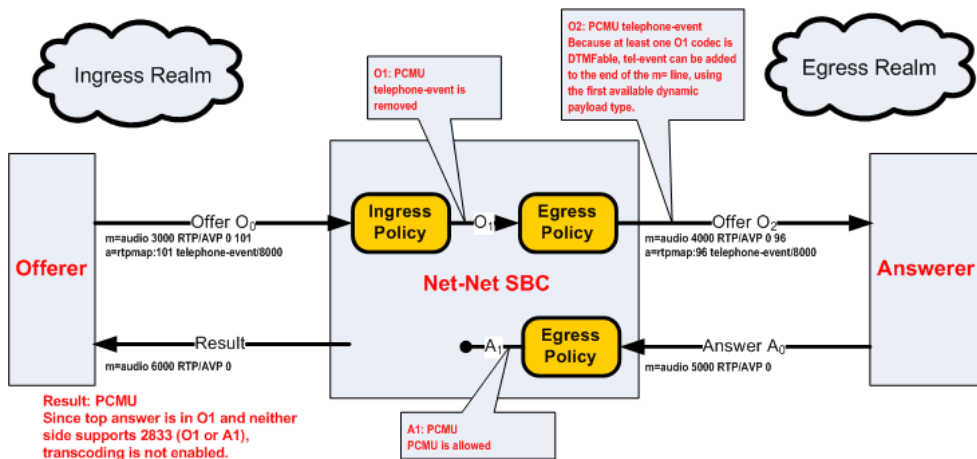 Ingress Realm
O1: PCMU
telephone-event is
removed
O2: PCMU telephone-event
Because at least one O1 codec is
DTMFable, tel-event can be added
to the end of the m= line, using
the first available dynamic
payload type.
Egress Realm
Offerer
Offer O0
m=audio 3000 RTP/AVP 0 101
a=rtpmap:101 telephone-event/8000
Ingress
Policy
O1
Egress
Policy
Offer O2
m=audio 4000 RTP/AVP 0 96
a=rtpmap:96 telephone-event/8000
Answerer
Net-Net SBC
Result
m=audio 6000 RTP/AVP 0
A1
Egress
Policy
Answer A0
m=audio 5000 RTP/AVP 0
Result: PCMU
Since top answer is in O1 and neither
side supports 2833 (O1 or A1),
transcoding is not enabled.
A1: PCMU
PCMU is allowed